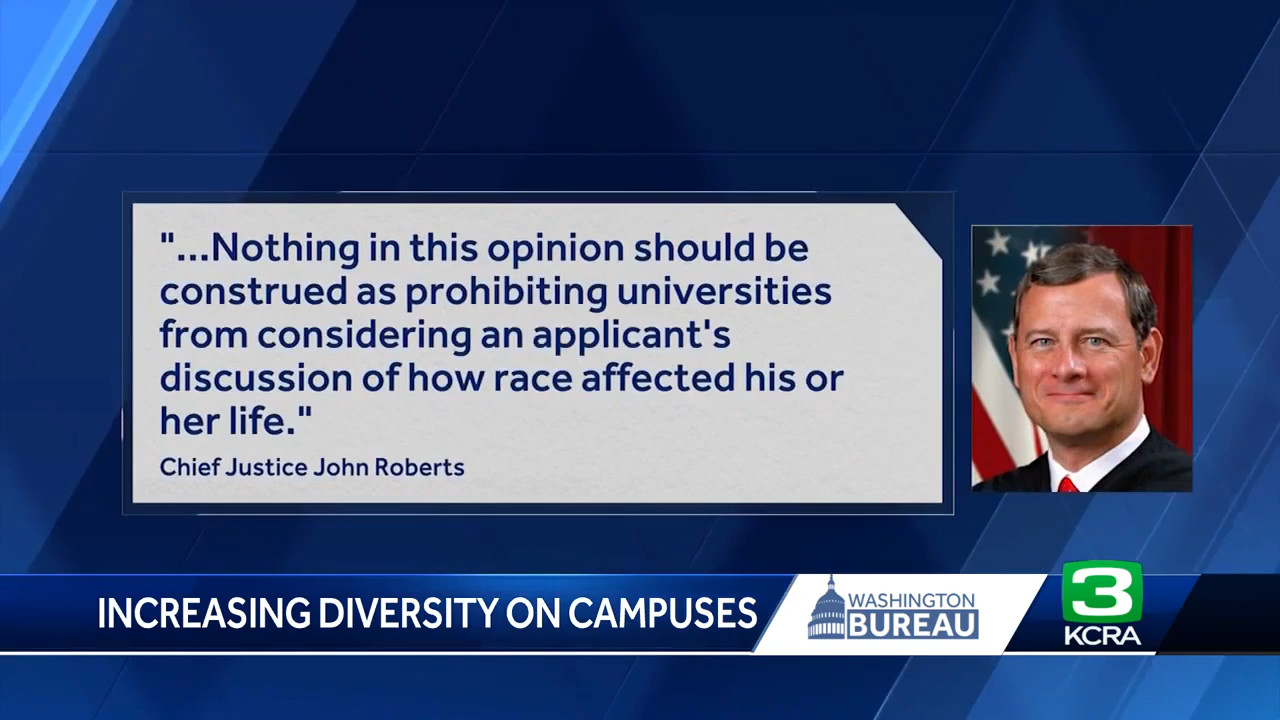 "...Nothing in this opinion should be
construed as prohibiting universities
from considering an applicant's
discussion of how race affected his or
her life."
Chief Justice John Roberts
INCREASING DIVERSITY ON CAMPUSES
WASHINGTON
BUREAU
3
KCRA